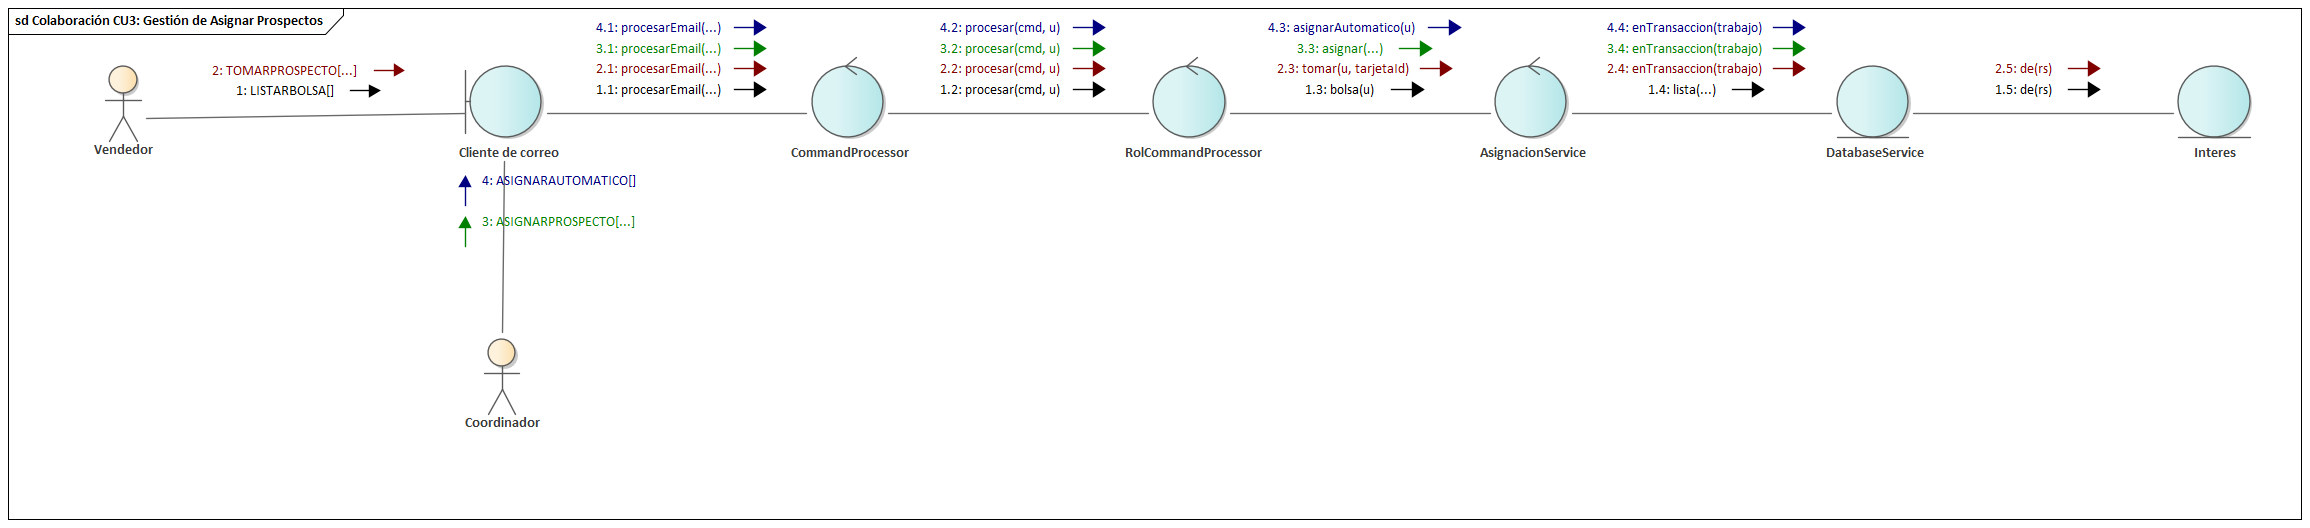 sd Colaboración CU3: Gestión de Asignar Prospectos
4.1: procesarEmail(...)
4.2: procesar(cmd, u)
4.3: asignarAutomatico(u)
4.4: enTransaccion(trabajo)
3.1: procesarEmail(...)
3.2: procesar(cmd, u)
3.3: asignar(...)
3.4: enTransaccion(trabajo)
2: TOMARPROSPECTO[...]
2.1: procesarEmail(...)
2.2: procesar(cmd, u)
2.3: tomar(u, tarjetaId)
2.4: enTransaccion(trabajo)
2.5: de(rs)
1: LISTARBOLSA[]
1.1: procesarEmail(...)
1.2: procesar(cmd, u)
1.3: bolsa(u)
1.4: lista(...)
1.5: de(rs)
Vendedor
Cliente de correo
CommandProcessor
RolCommandProcessor
AsignacionService
DatabaseService
Interes
4: ASIGNARAUTOMATICO[]
3: ASIGNARPROSPECTO[...]
Coordinador